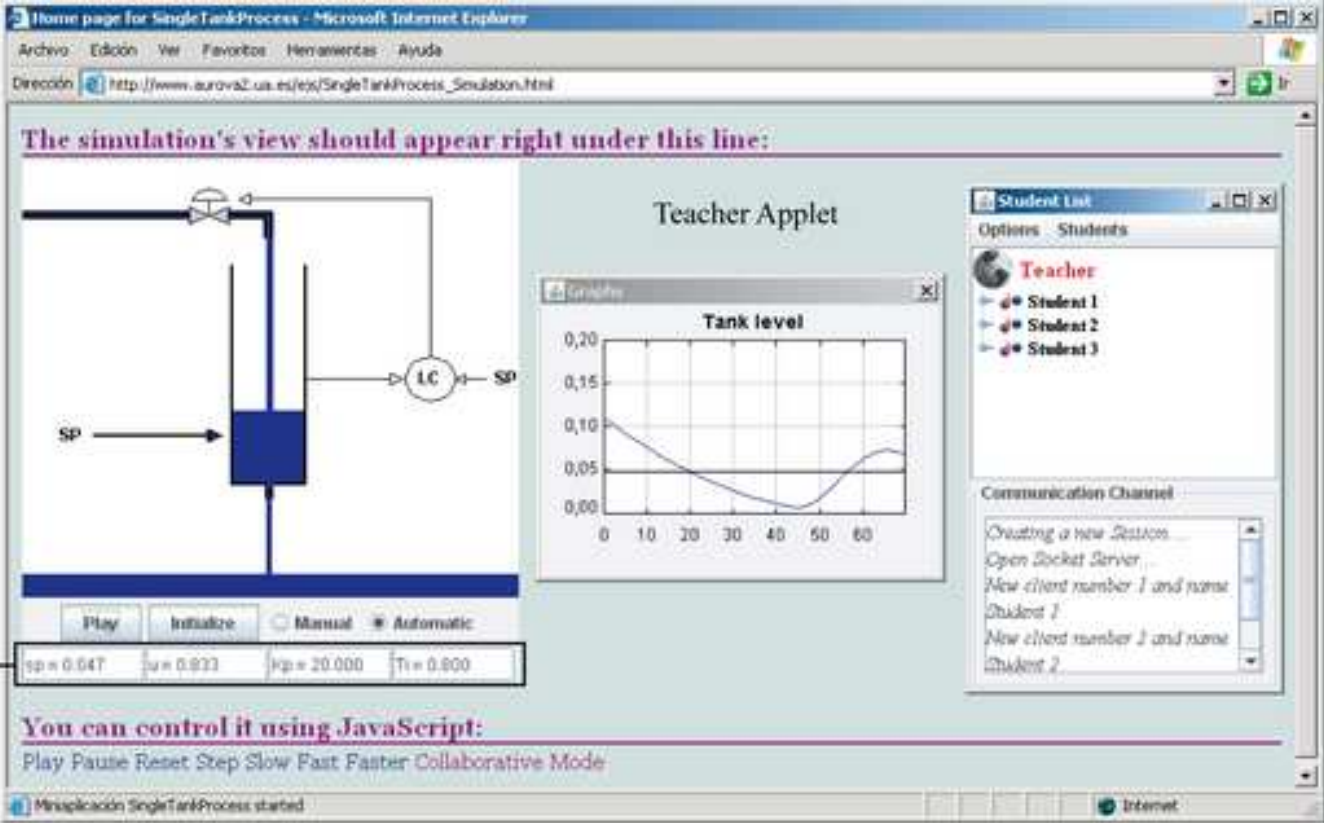 Home page for SingleTankProcess - Microsoft Internet Explorer
Archivo Edición Ver Favoritos Herramientas Ayuda
Dirección http://www.aurova2.ua.es/ejs/SingleTankProcess_Simulation.html Ir
The simulation's view should appear right under this line:
Teacher Applet
LC
SP
SP
Play Initialize Manual Automatic
sp = 0.047 u = 0.833 Kp = 20.000 Ti = 0.800
Graphs
Tank level
0,20
0,15
0,10
0,05
0,00
0 10 20 30 40 50 60
Student List
Options Students
Teacher
Student 1
Student 2
Student 3
Communication Channel
Creating a new Session...
Open Socket Server...
New client number 1 and name
Student 1
New client number 2 and name
Student 2
You can control it using JavaScript:
Play Pause Reset Step Slow Fast Faster Collaborative Mode
Miniaplicación SingleTankProcess started Internet